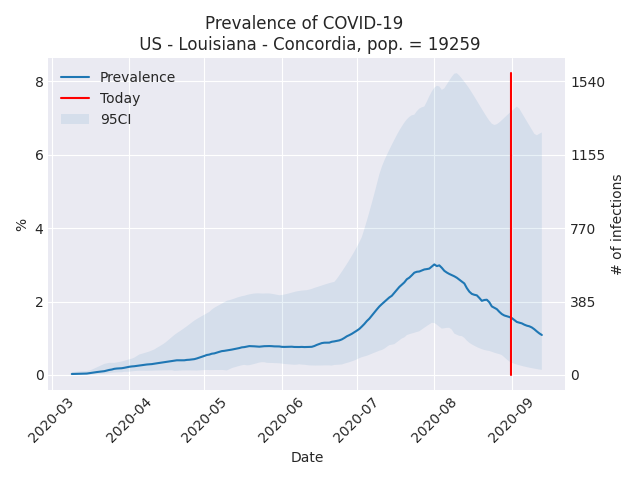 Prevalence of COVID-19
US - Louisiana - Concordia, pop. = 19259
Prevalence
Today
95CI
8
6
4
2
0
%
1540
1155
770
385
0
# of infections
2020-03
2020-04
2020-05
2020-06
2020-07
2020-08
2020-09
Date